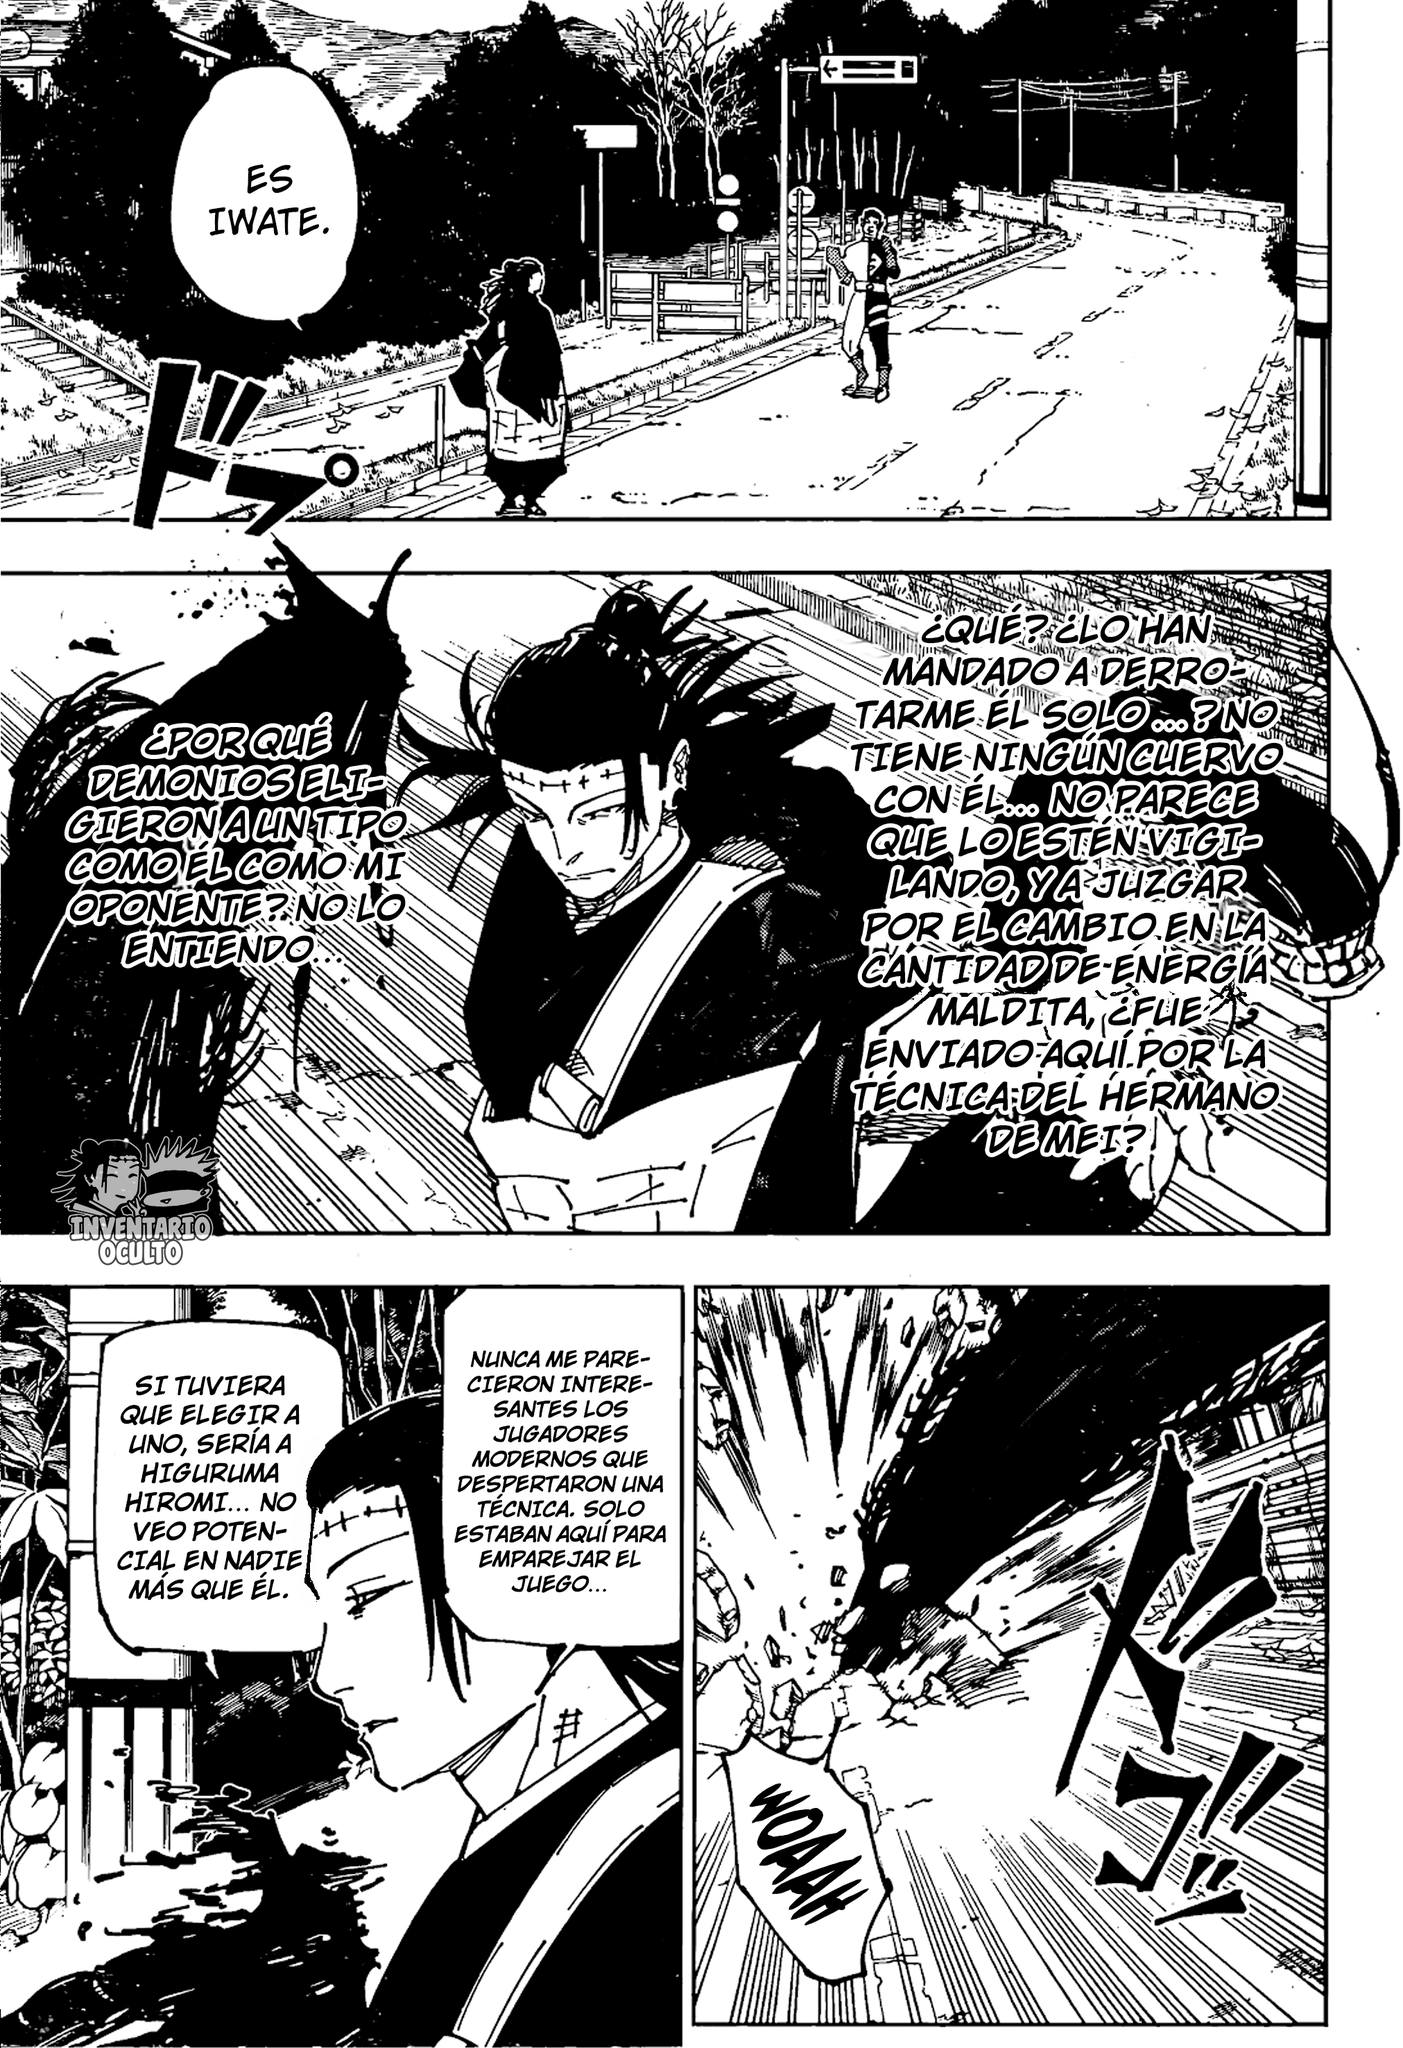 ES
IWATE.
ドプ
¿QUÉ? ¿LO HAN
MANDADO A DERRO-
TARME ÉL SOLO...? NO
TIENE NINGÚN CUERVO
CON ÉL... NO PARECE
QUE LO ESTÉN VIGI-
LANDO, Y A JUZGAR
POR EL CAMBIO EN LA
CANTIDAD DE ENERGÍA
MALDITA, ¿FUE
ENVIADO AQUÍ POR LA
TÉCNICA DEL HERMANO
DE MEI?
¿POR QUÉ
DEMONIOS ELI-
GIERON A UN TIPO
COMO ÉL COMO MI
OPONENTE? NO LO
ENTIENDO...
INVENTARIO
OCULTO
WOAAH
NUNCA ME PARE-
CIERON INTERE-
SANTES LOS
JUGADORES
MODERNOS QUE
DESPERTARON UNA
TÉCNICA. SOLO
ESTABAN AQUÍ PARA
EMPAREJAR EL
JUEGO...
SI TUVIERA
QUE ELEGIR A
UNO, SERÍA A
HIGURUMA
HIROMI... NO
VEO POTEN-
CIAL EN NADIE
MÁS QUE ÉL.